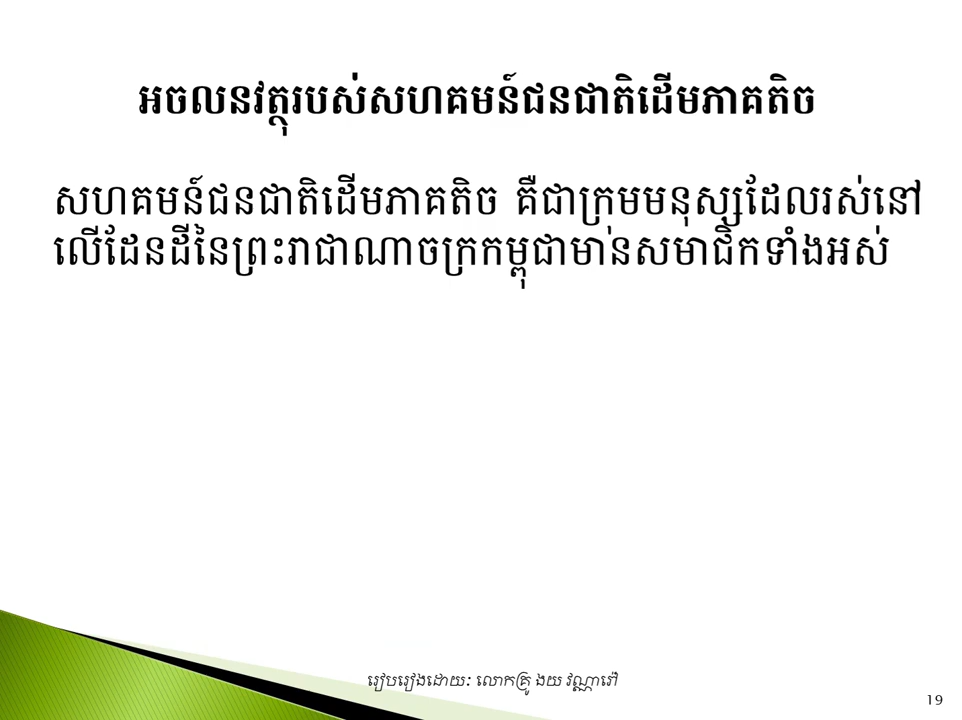 អចលនវត្ថុរបស់សហគមន៍ជនជាតិដើមភាគតិច
សហគមន៍ជនជាតិដើមភាគតិច គឺជាក្រុមមនុស្សដែលរស់នៅ
លើដែនដីនៃព្រះរាជាណាចក្រកម្ពុជាមានសមាជិកទាំងអស់
រៀបរៀងដោយៈ លោកគ្រូ ងយ វណ្ណារៅ
19